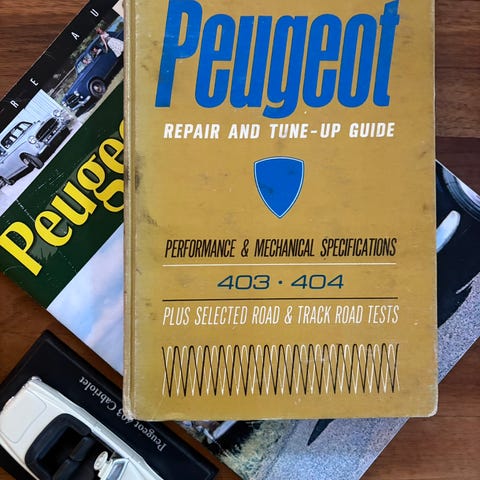 Peugeot
REPAIR AND TUNE-UP GUIDE
PERFORMANCE & MECHANICAL SPECIFICATIONS
403 · 404
PLUS SELECTED ROAD & TRACK ROAD TESTS
Peugeo
Peugeot 403 Cabriolet